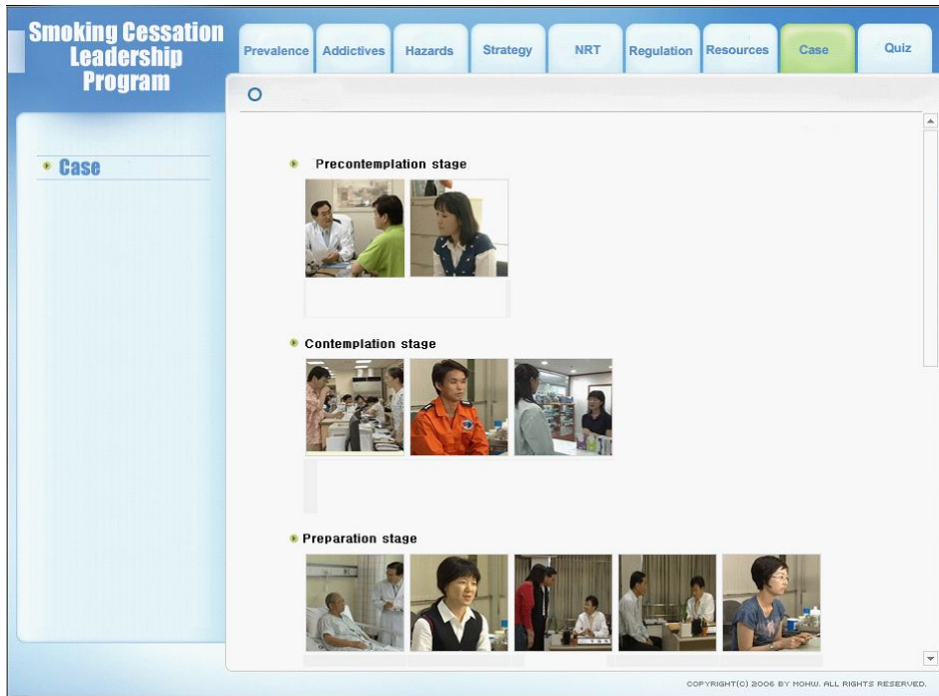 Smoking Cessation
Leadership
Program
Prevalence
Addictives
Hazards
Strategy
NRT
Regulation
Resources
Case
Quiz
Case
Precontemplation stage
Contemplation stage
Preparation stage
COPYRIGHT(C) 2006 BY MOHW. ALL RIGHTS RESERVED.